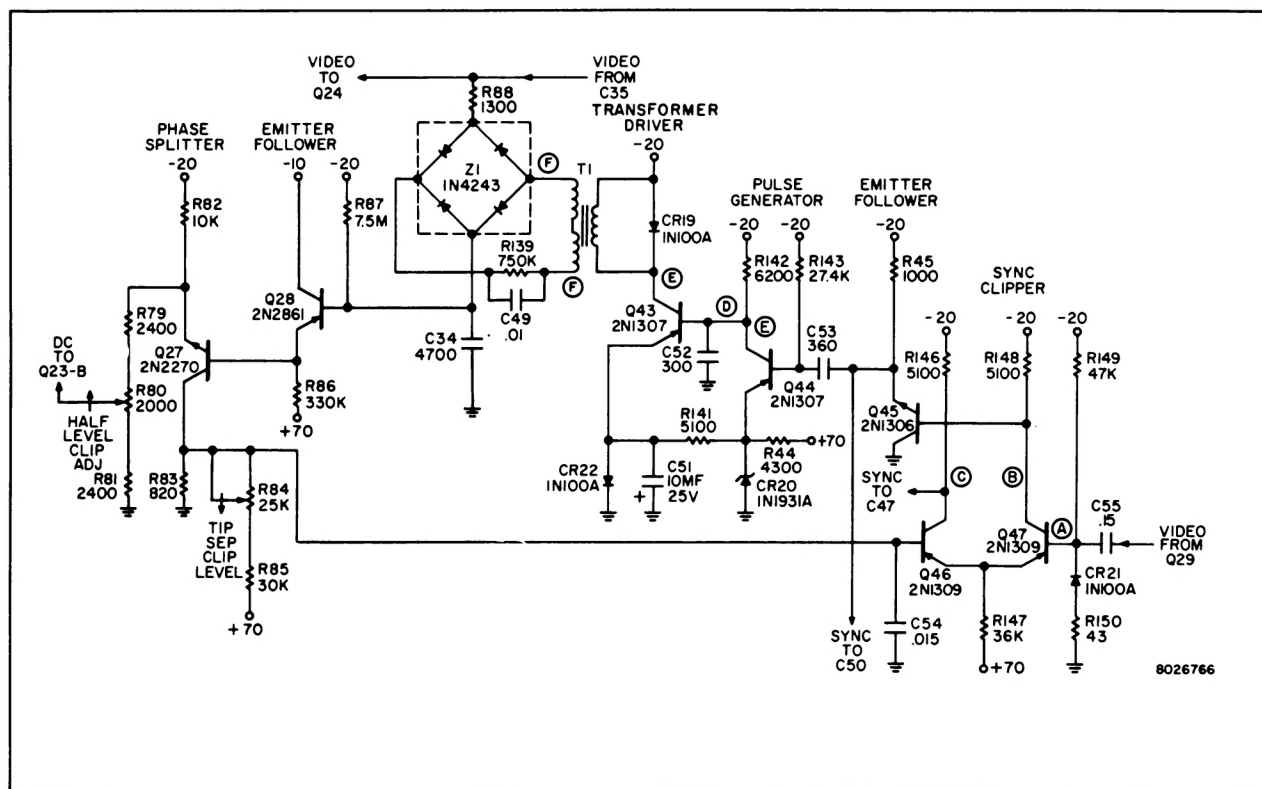 VIDEO
TO
Q24
VIDEO
FROM
C35
R88
1300
TRANSFORMER
DRIVER
-20
PHASE
SPLITTER
-20
EMITTER
FOLLOWER
-10
-20
R82
10K
R87
7.5M
Z1
1N4243
F
T1
F
R139
750K
C49
.01
CR19
1N100A
E
PULSE
GENERATOR
-20
-20
R142
6200
R143
27.4K
EMITTER
FOLLOWER
-20
R45
1000
SYNC
CLIPPER
-20
-20
-20
R146
5100
R148
5100
R149
47K
Q28
2N2861
Q43
2N1307
D
E
C53
360
C52
300
Q44
2N1307
R79
2400
Q27
2N2270
C34
4700
DC
TO
Q23-B
R80
2000
HALF
LEVEL
CLIP
ADJ
R86
330K
+70
R141
5100
+70
R44
4300
Q45
2N1306
SYNC
TO
C47
C
B
A
C55
.15
VIDEO
FROM
Q29
R81
2400
R83
820
R84
25K
TIP
SEP
CLIP
LEVEL
R85
30K
+70
CR22
1N100A
C51
10MF
25V
+
CR20
1N1931A
Q46
2N1309
Q47
2N1309
CR21
1N100A
C54
.015
R147
36K
+70
R150
43
SYNC
TO
C50
8026766